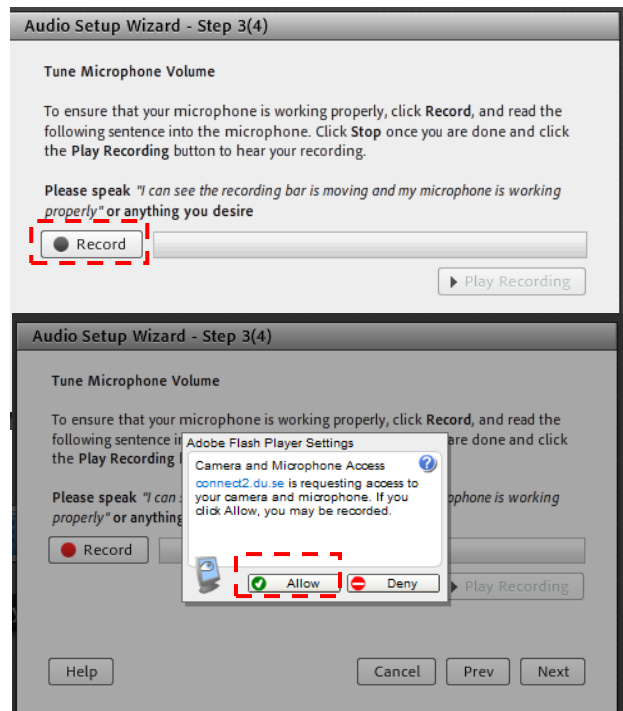 Audio Setup Wizard - Step 3(4)
Tune Microphone Volume
To ensure that your microphone is working properly, click Record, and read the
following sentence into the microphone. Click Stop once you are done and click
the Play Recording button to hear your recording.
Please speak "I can see the recording bar is moving and my microphone is working
properly" or anything you desire
Record
Play Recording
Audio Setup Wizard - Step 3(4)
Tune Microphone Volume
To ensure that your microphone is working properly, click Record, and read the
following sentence are done and click
the Play Recording
Please speak "I can microphone is working
properly" or anything
Adobe Flash Player Settings
Camera and Microphone Access
connect2.du.se is requesting access to
your camera and microphone. If you
click Allow, you may be recorded.
Allow
Deny
Record
Play Recording
Help
Cancel
Prev
Next